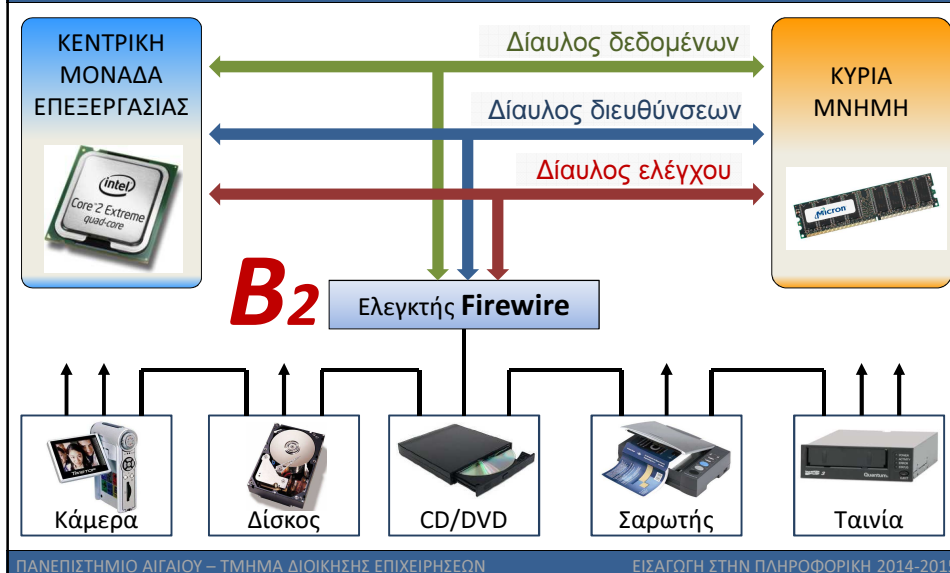 ΚΕΝΤΡΙΚΗ
ΜΟΝΑΔΑ
ΕΠΕΞΕΡΓΑΣΙΑΣ
intel
Core 2 Extreme
quad-core
Δίαυλος δεδομένων
Δίαυλος διευθύνσεων
Δίαυλος ελέγχου
ΚΥΡΙΑ
ΜΝΗΜΗ
Micron
B2
Ελεγκτής Firewire
Κάμερα
Δίσκος
CD/DVD
Σαρωτής
Quantum
Ταινία
ΠΑΝΕΠΙΣΤΗΜΙΟ ΑΙΓΑΙΟΥ – ΤΜΗΜΑ ΔΙΟΙΚΗΣΗΣ ΕΠΙΧΕΙΡΗΣΕΩΝ
ΕΙΣΑΓΩΓΗ ΣΤΗΝ ΠΛΗΡΟΦΟΡΙΚΗ 2014-201